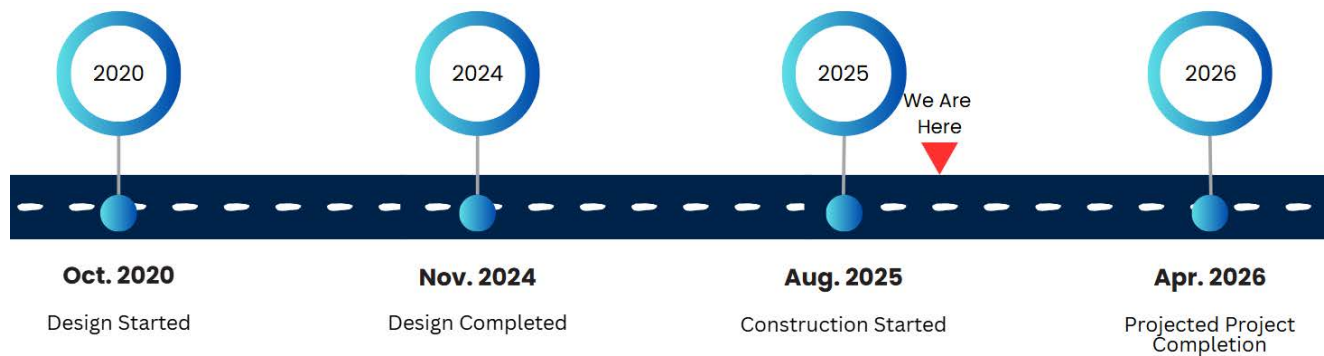 2020
2024
2025
2026
We Are
Here
Oct. 2020
Nov. 2024
Aug. 2025
Apr. 2026
Design Started
Design Completed
Construction Started
Projected Project
Completion